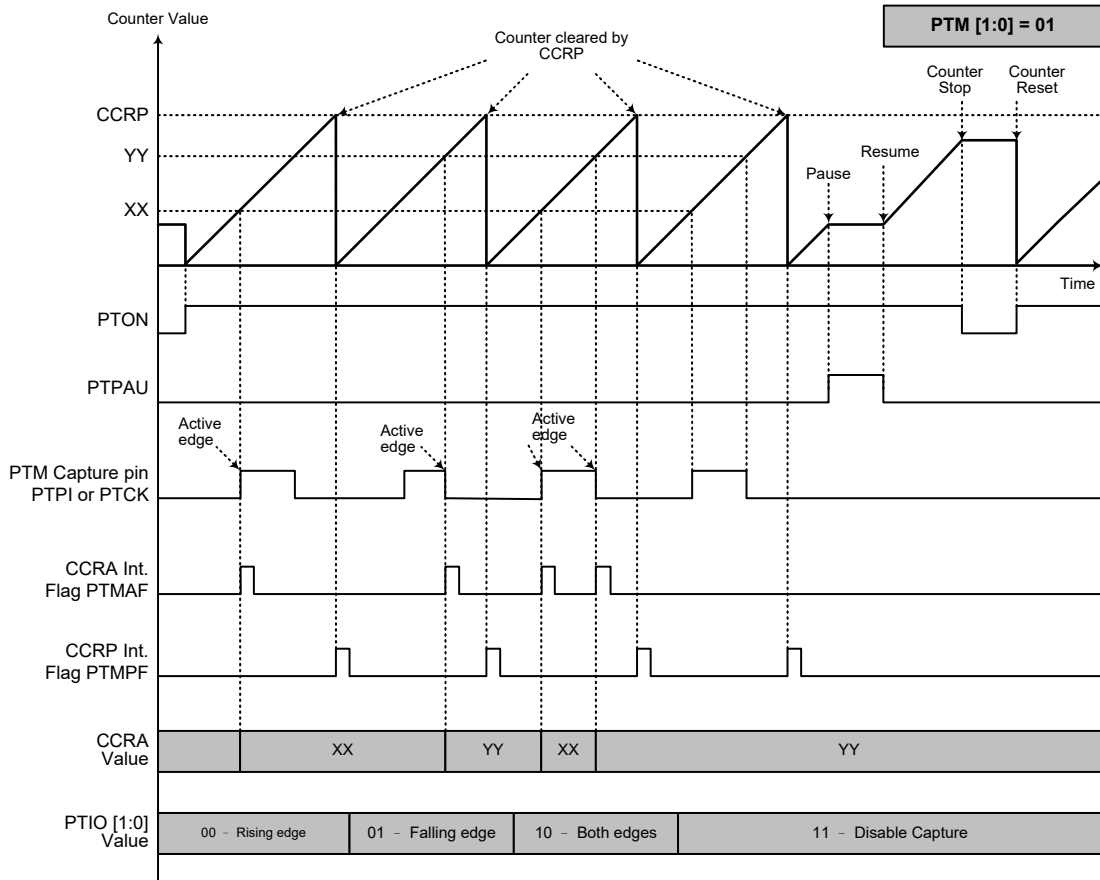 Counter Value
PTM [1:0] = 01
Counter cleared by
CCRP
Counter
Stop
Counter
Reset
CCRP
YY
XX
Pause
Resume
Time
PTON
PTPAU
Active
edge
Active
edge
Active
edge
PTM Capture pin
PTPI or PTCK
CCRA Int.
Flag PTMAF
CCRP Int.
Flag PTMPF
CCRA
Value
XX
YY
XX
YY
PTIO [1:0]
Value
00 – Rising edge
01 – Falling edge
10 – Both edges
11 – Disable Capture